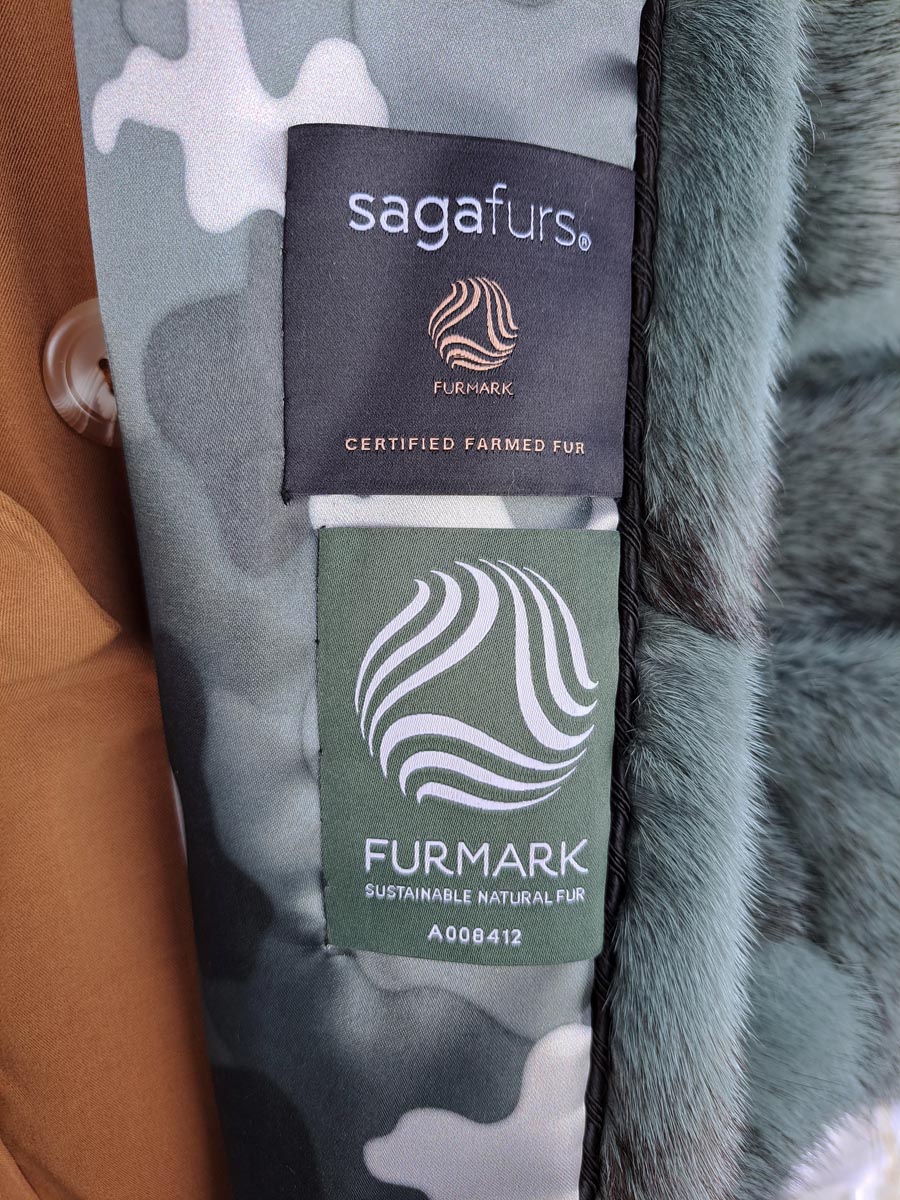 sagafurs®
FURMARK
CERTIFIED FARMED FUR
FURMARK
SUSTAINABLE NATURAL FUR
A008412